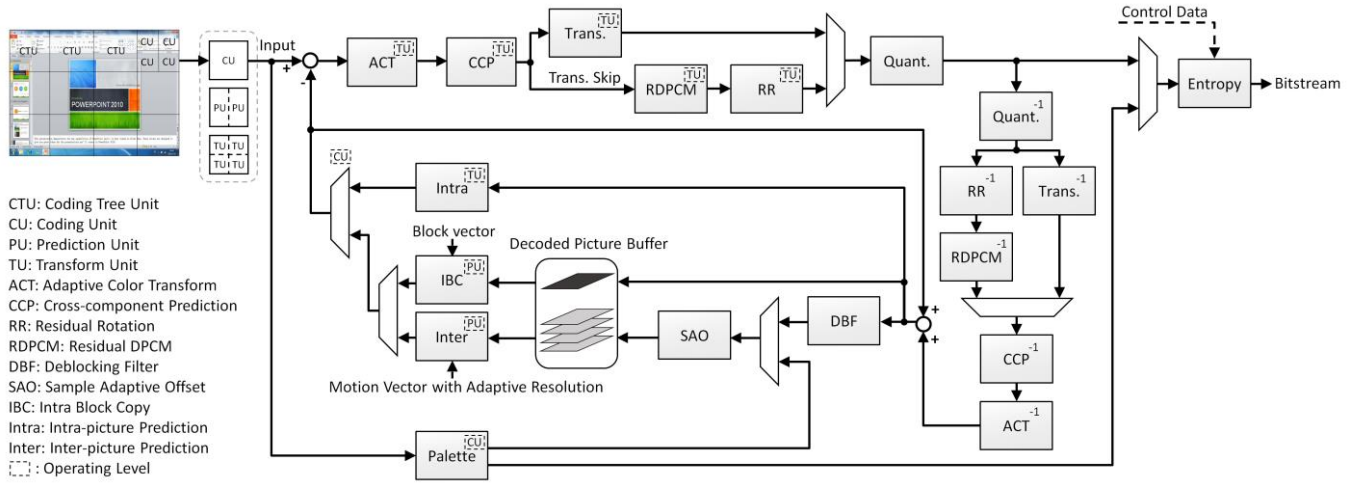 Control Data
CU CU
CTU CTU CTU
CU CU
POWERPOINT 2010
CU
PU PU
TU TU
TU TU
Input
+
-
ACT TU
CCP TU
Trans. TU
Trans. Skip
RDPCM TU
RR TU
Quant.
Entropy
Bitstream
Quant. -1
RR -1
Trans. -1
RDPCM -1
CCP -1
ACT -1
CU
Intra TU
Block vector
IBC PU
Inter PU
Motion Vector with Adaptive Resolution
Decoded Picture Buffer
SAO
DBF
+
+
Palette CU
CTU: Coding Tree Unit
CU: Coding Unit
PU: Prediction Unit
TU: Transform Unit
ACT: Adaptive Color Transform
CCP: Cross-component Prediction
RR: Residual Rotation
RDPCM: Residual DPCM
DBF: Deblocking Filter
SAO: Sample Adaptive Offset
IBC: Intra Block Copy
Intra: Intra-picture Prediction
Inter: Inter-picture Prediction
: Operating Level